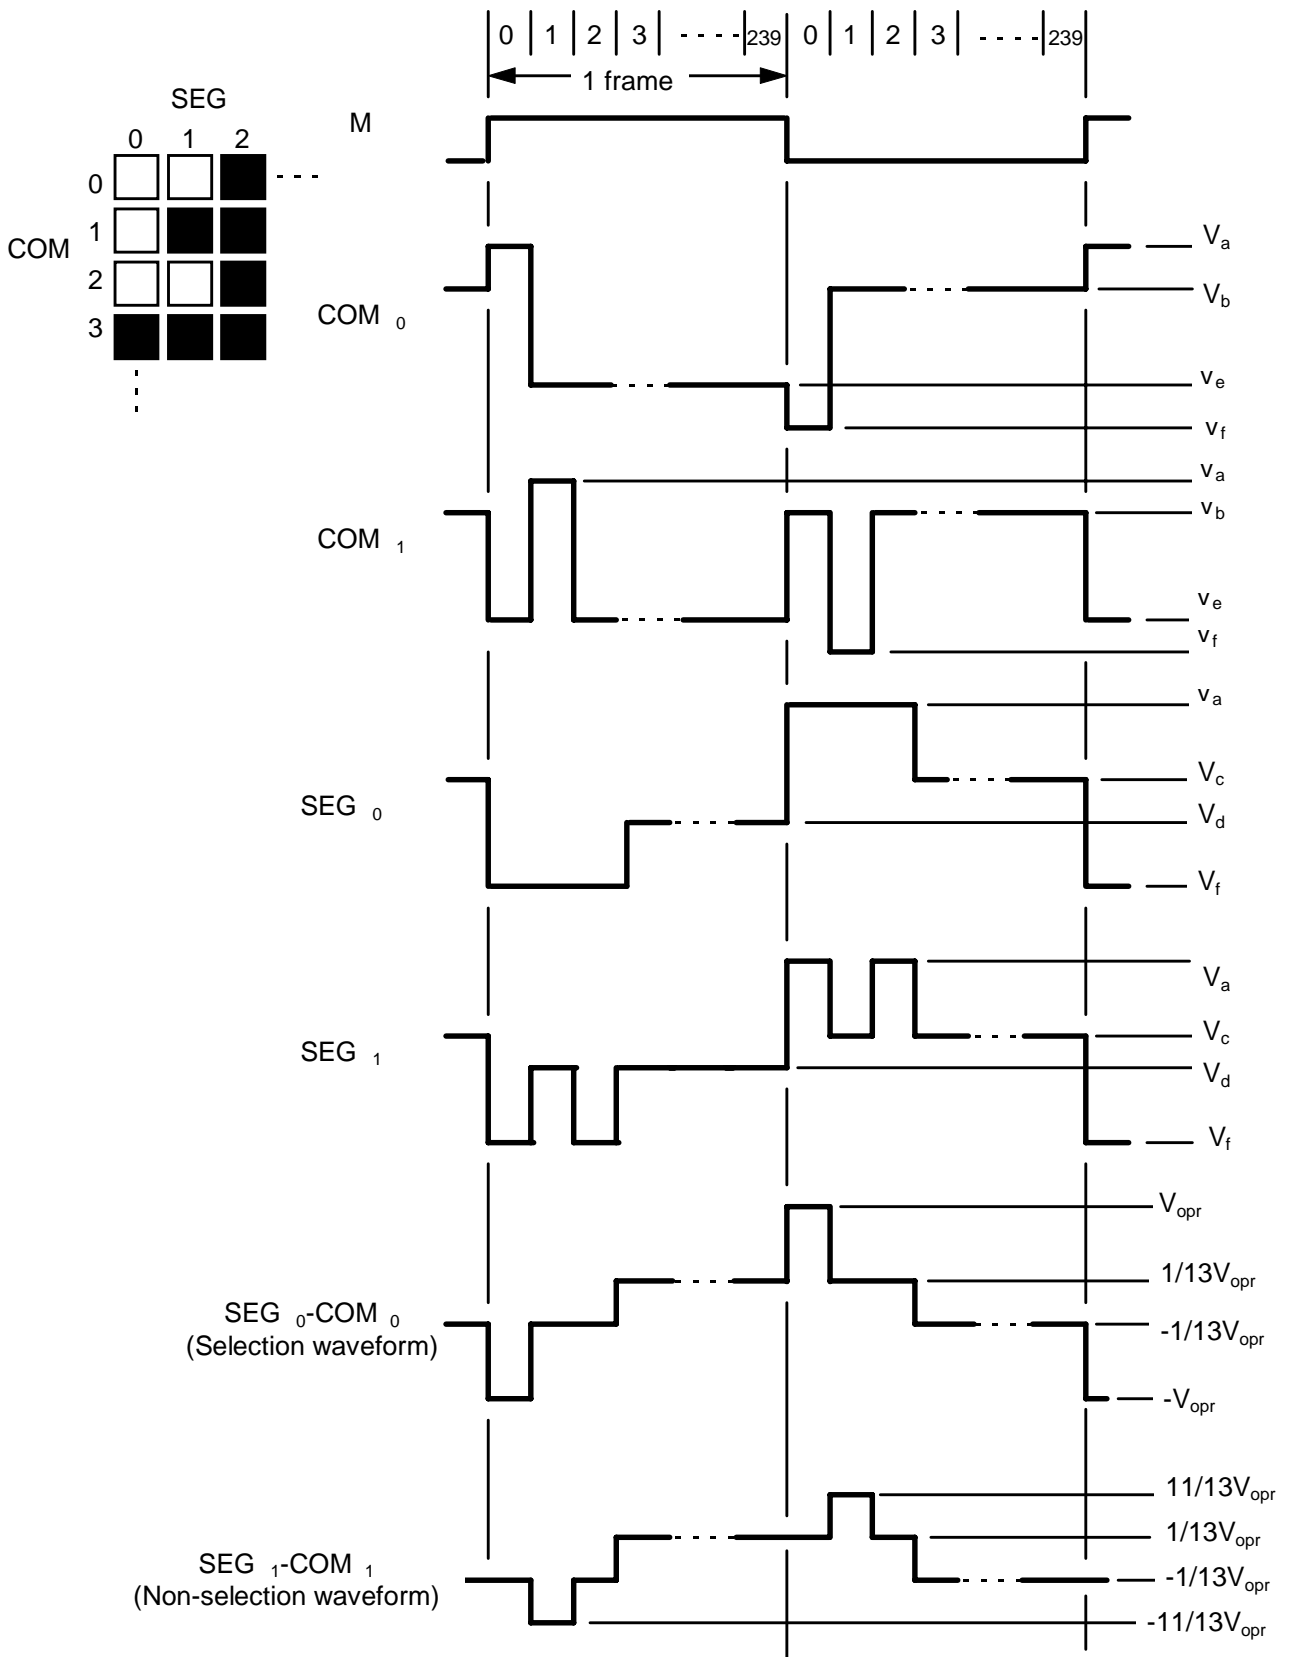 0 1 2 3 239 0 1 2 3 239
1 frame
SEG
0 1 2
M
0
COM 1
2
3
COM 0
Va
Vb
ve
vf
COM 1
va
vb
ve
vf
SEG 0
va
Vc
Vd
Vf
SEG 1
Va
Vc
Vd
Vf
SEG 0-COM 0
(Selection waveform)
Vopr
1/13Vopr
-1/13Vopr
-Vopr
SEG 1-COM 1
(Non-selection waveform)
11/13Vopr
1/13Vopr
-1/13Vopr
-11/13Vopr